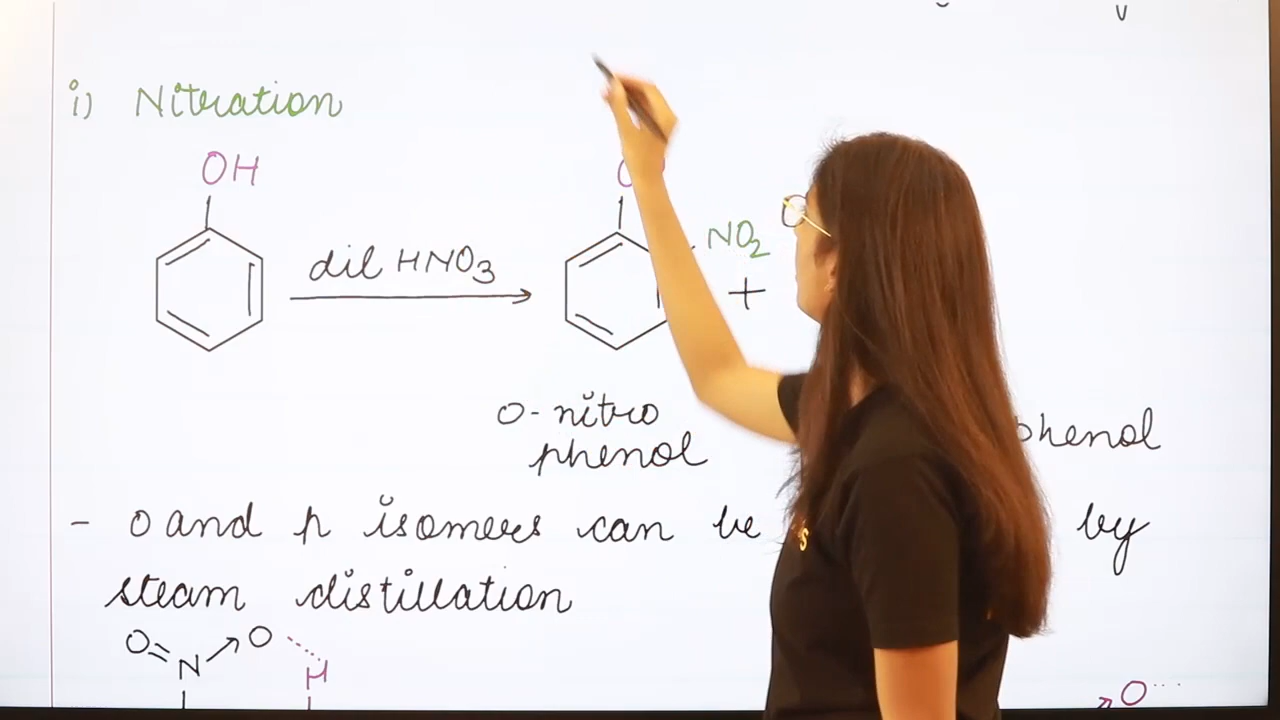 i) Nitration
OH
dil HNO3
NO2
+
o-nitro
phenol
phenol
- o and p isomers can be by
steam distillation
O=N→O
H
O